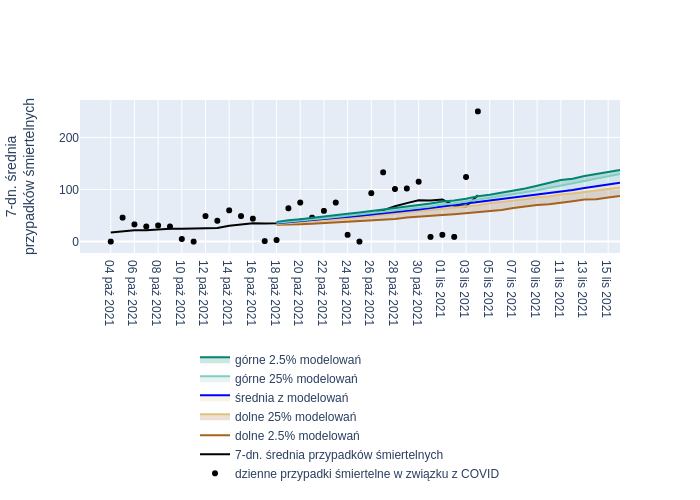 7-dn. średnia
przypadków śmiertelnych
200
100
0
04 paź 2021
06 paź 2021
08 paź 2021
10 paź 2021
12 paź 2021
14 paź 2021
16 paź 2021
18 paź 2021
20 paź 2021
22 paź 2021
24 paź 2021
26 paź 2021
28 paź 2021
30 paź 2021
01 lis 2021
03 lis 2021
05 lis 2021
07 lis 2021
09 lis 2021
11 lis 2021
13 lis 2021
15 lis 2021
górne 2.5% modelowań
górne 25% modelowań
średnia z modelowań
dolne 25% modelowań
dolne 2.5% modelowań
7-dn. średnia przypadków śmiertelnych
dzienne przypadki śmiertelne w związku z COVID